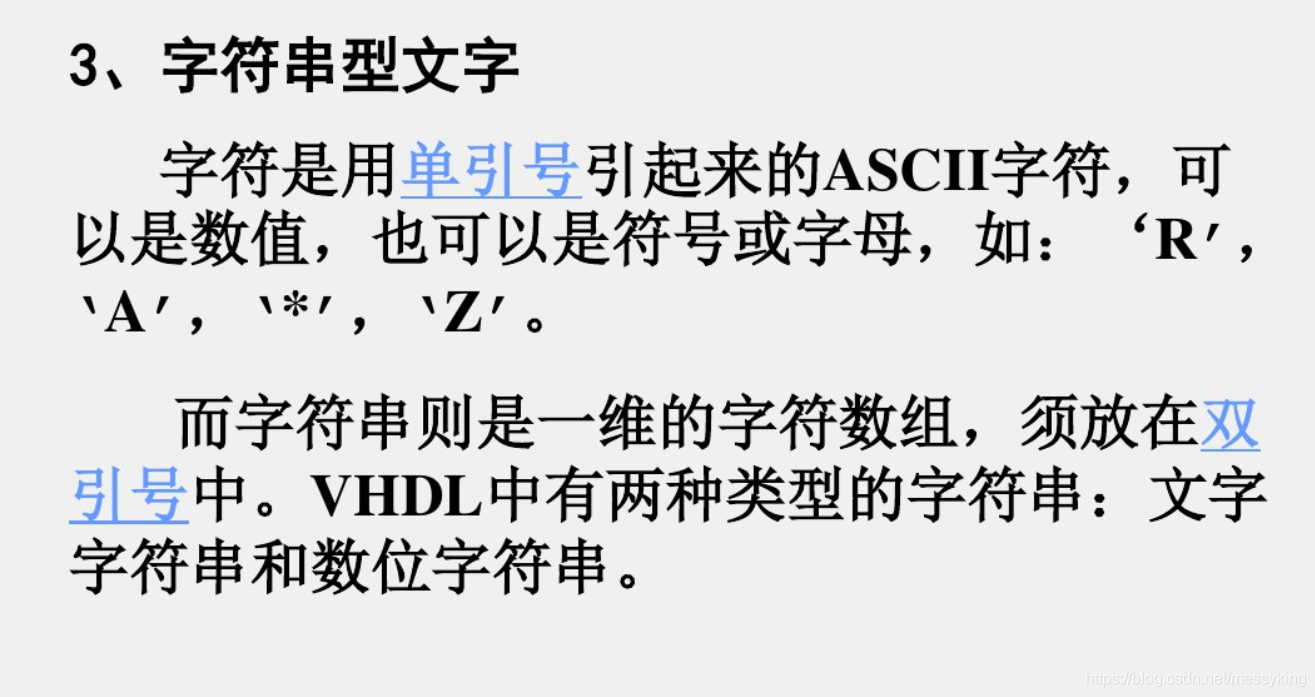 3、字符串型文字
字符是用单引号引起来的ASCII字符，可
以是数值，也可以是符号或字母，如：‘R′，
‵A′，‵*′，‵Z′。
而字符串则是一维的字符数组，须放在双
引号中。VHDL中有两种类型的字符串：文字
字符串和数位字符串。
https://blog.csdn.net/messyking